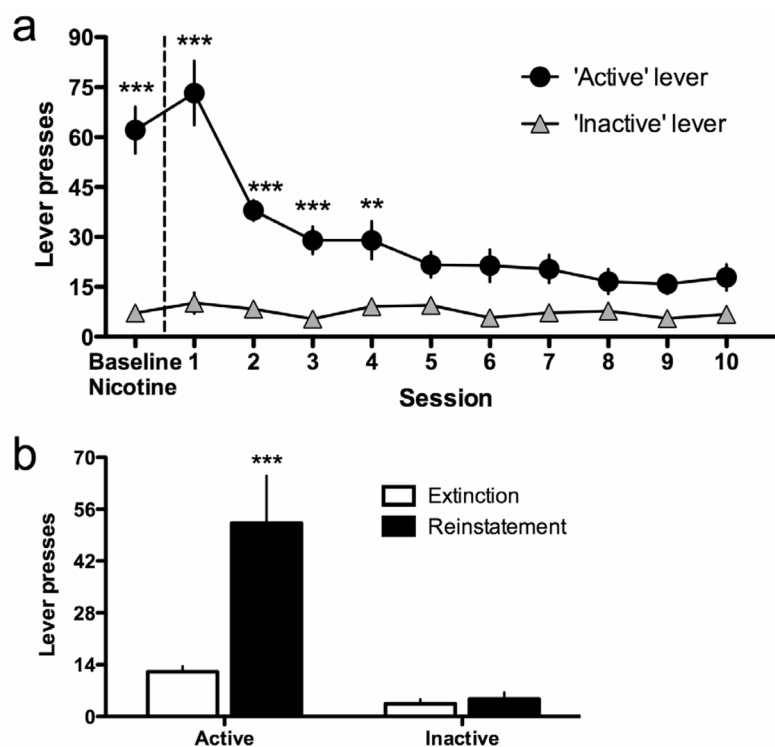 a
90
75
60
45
30
15
0
Lever presses
***
***
***
***
**
'Active' lever
'Inactive' lever
Baseline 1 2 3 4 5 6 7 8 9 10
Nicotine
Session
b
70
56
42
28
14
0
Lever presses
***
Extinction
Reinstatement
Active Inactive